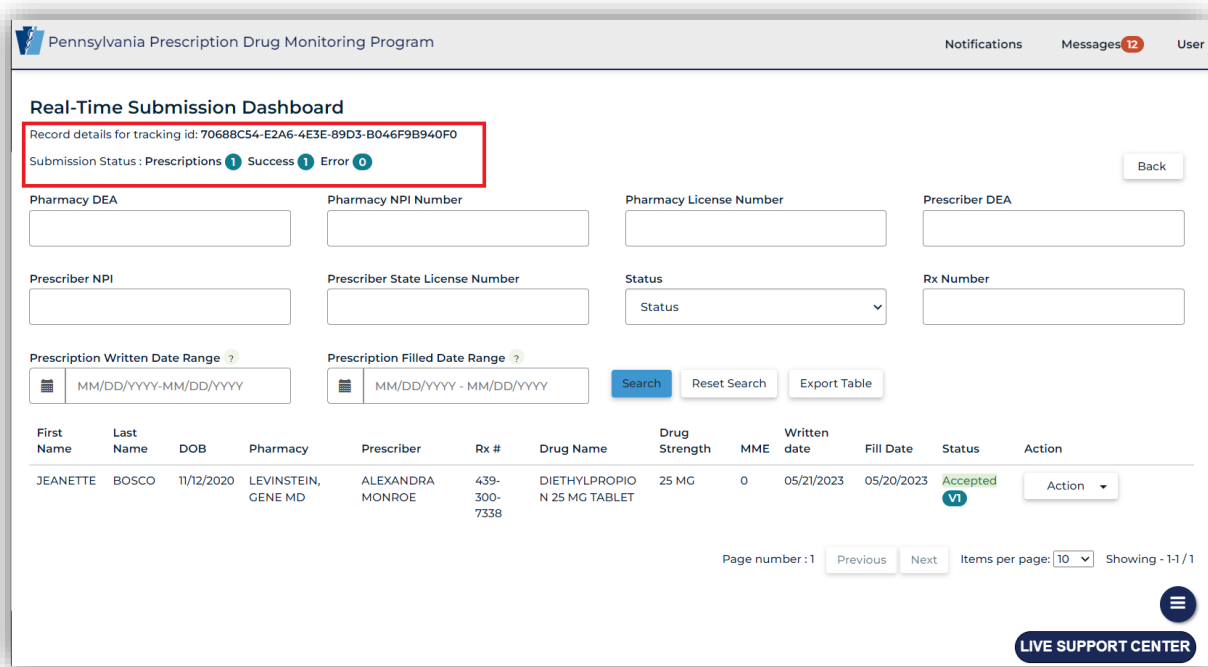 Pennsylvania Prescription Drug Monitoring Program
Notifications
Messages 12
User
Real-Time Submission Dashboard
Record details for tracking id: 70688C54-E2A6-4E3E-89D3-B046F9B940F0
Submission Status : Prescriptions 1 Success 1 Error 0
Back
Pharmacy DEA
Pharmacy NPI Number
Pharmacy License Number
Prescriber DEA
Prescriber NPI
Prescriber State License Number
Status
Rx Number
Status
Prescription Written Date Range ?
Prescription Filled Date Range ?
MM/DD/YYYY-MM/DD/YYYY
MM/DD/YYYY - MM/DD/YYYY
Search
Reset Search
Export Table
First Name
Last Name
DOB
Pharmacy
Prescriber
Rx #
Drug Name
Drug Strength
MME
Written date
Fill Date
Status
Action
JEANETTE
BOSCO
11/12/2020
LEVINSTEIN, GENE MD
ALEXANDRA MONROE
439-300-7338
DIETHYLPROPIO
N 25 MG TABLET
25 MG
0
05/21/2023
05/20/2023
Accepted
V1
Action
Page number : 1
Previous
Next
Items per page: 10
Showing - 1-1 / 1
LIVE SUPPORT CENTER